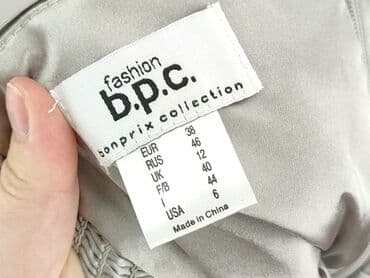 fashion
b.p.c.
bonprix collection
EUR 38
RUS 46
UK 12
F/B 40
I 44
USA 6
Made in China